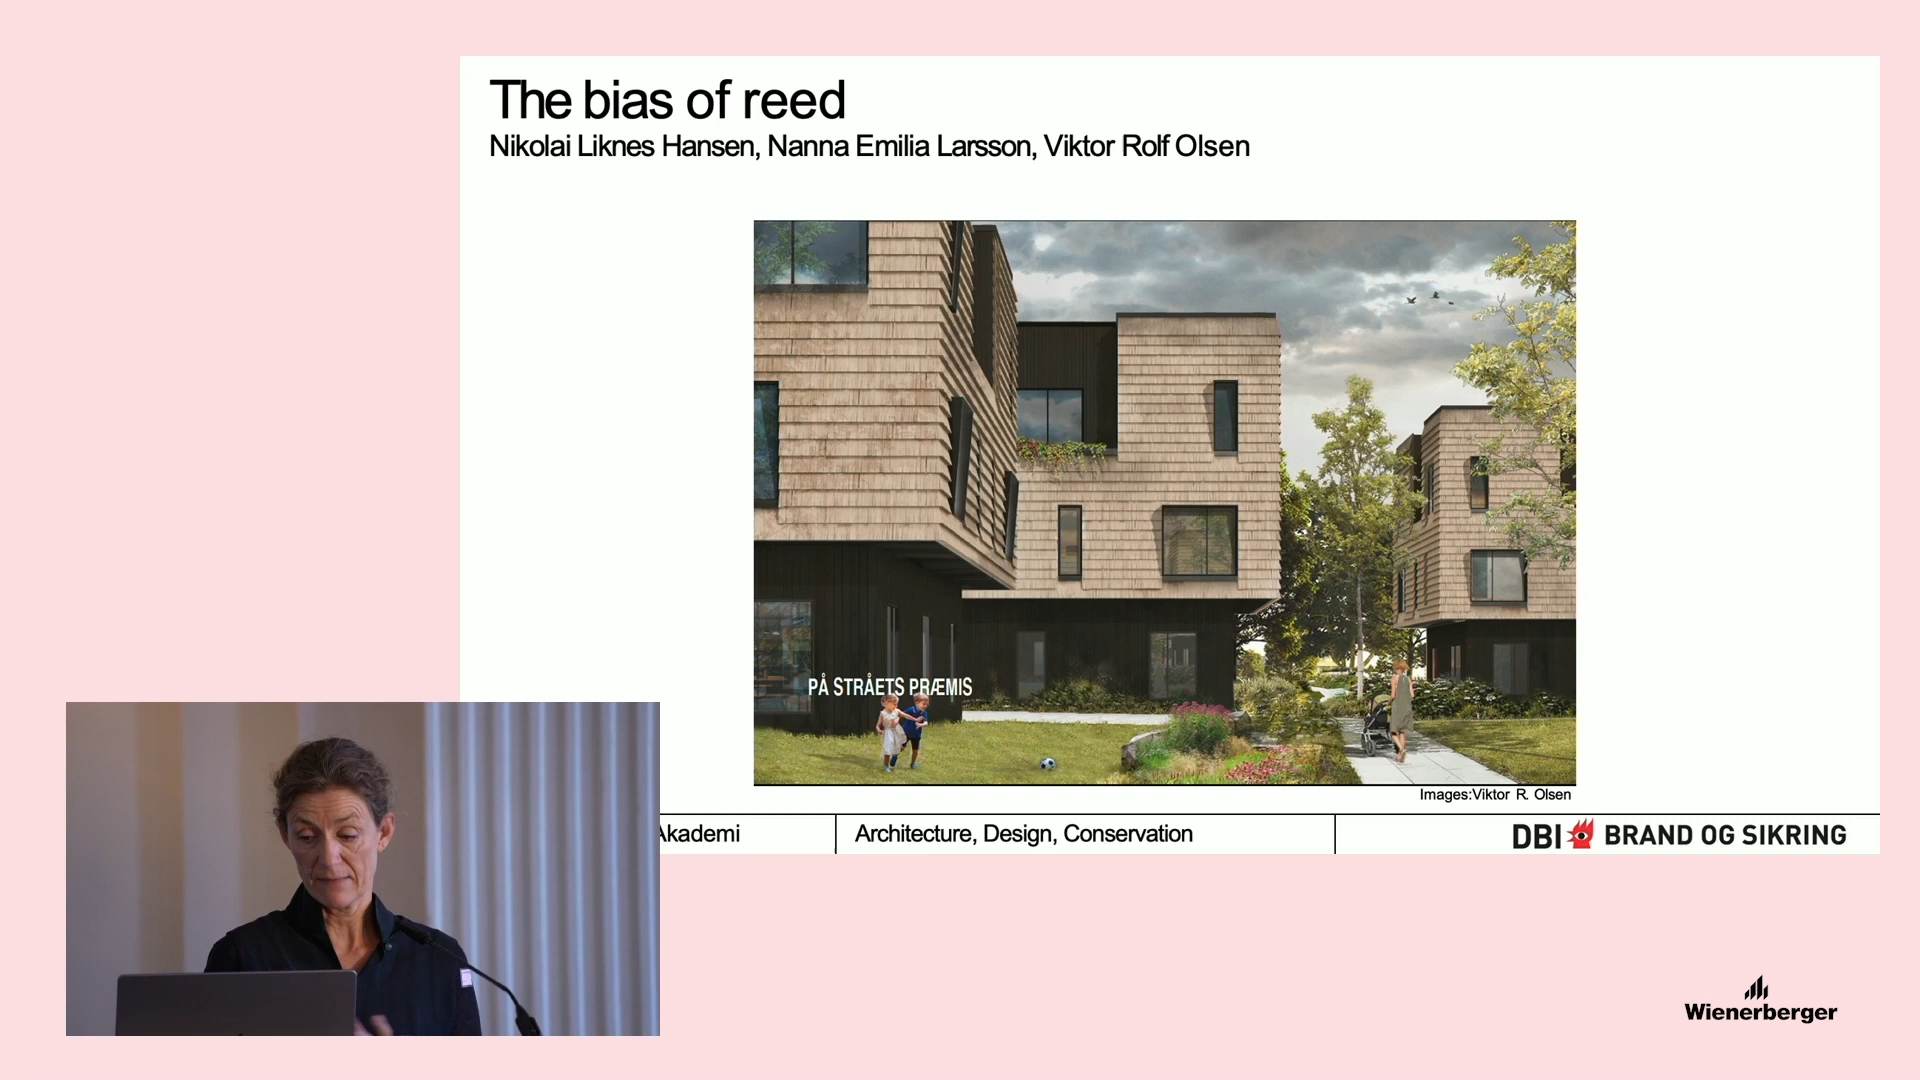 The bias of reed
Nikolai Liknes Hansen, Nanna Emilia Larsson, Viktor Rolf Olsen
PÅ STRÅETS PRÆMIS
Images:Viktor R. Olsen
Akademi
Architecture, Design, Conservation
DBI BRAND OG SIKRING
Wienerberger